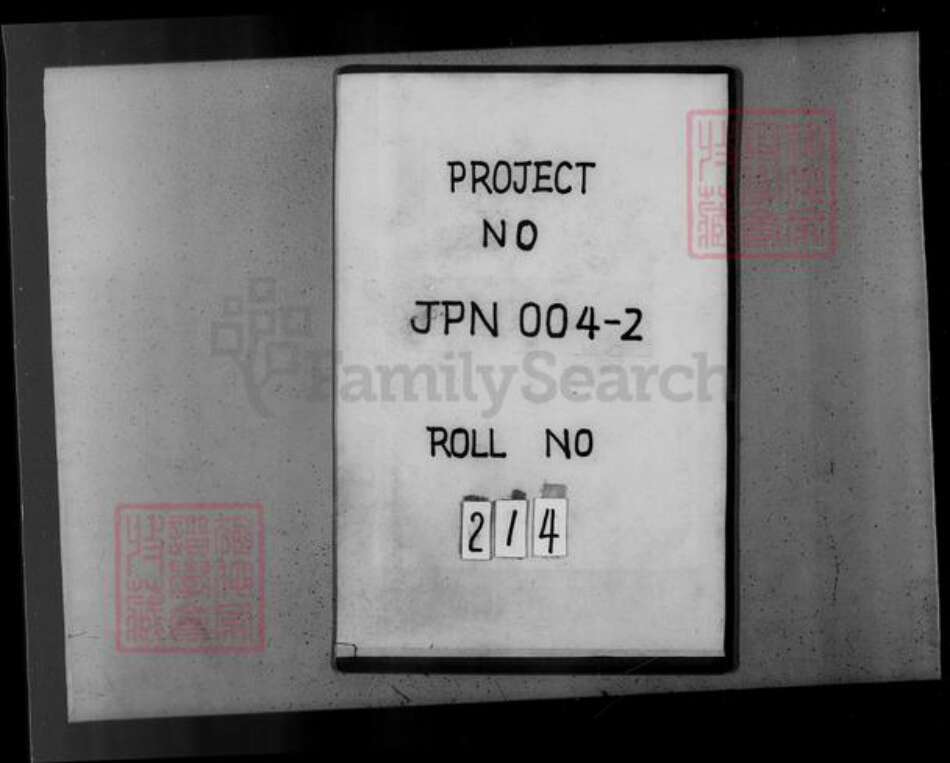 PROJECT
NO
JPN 004-2
FamilySearch
ROLL NO
214